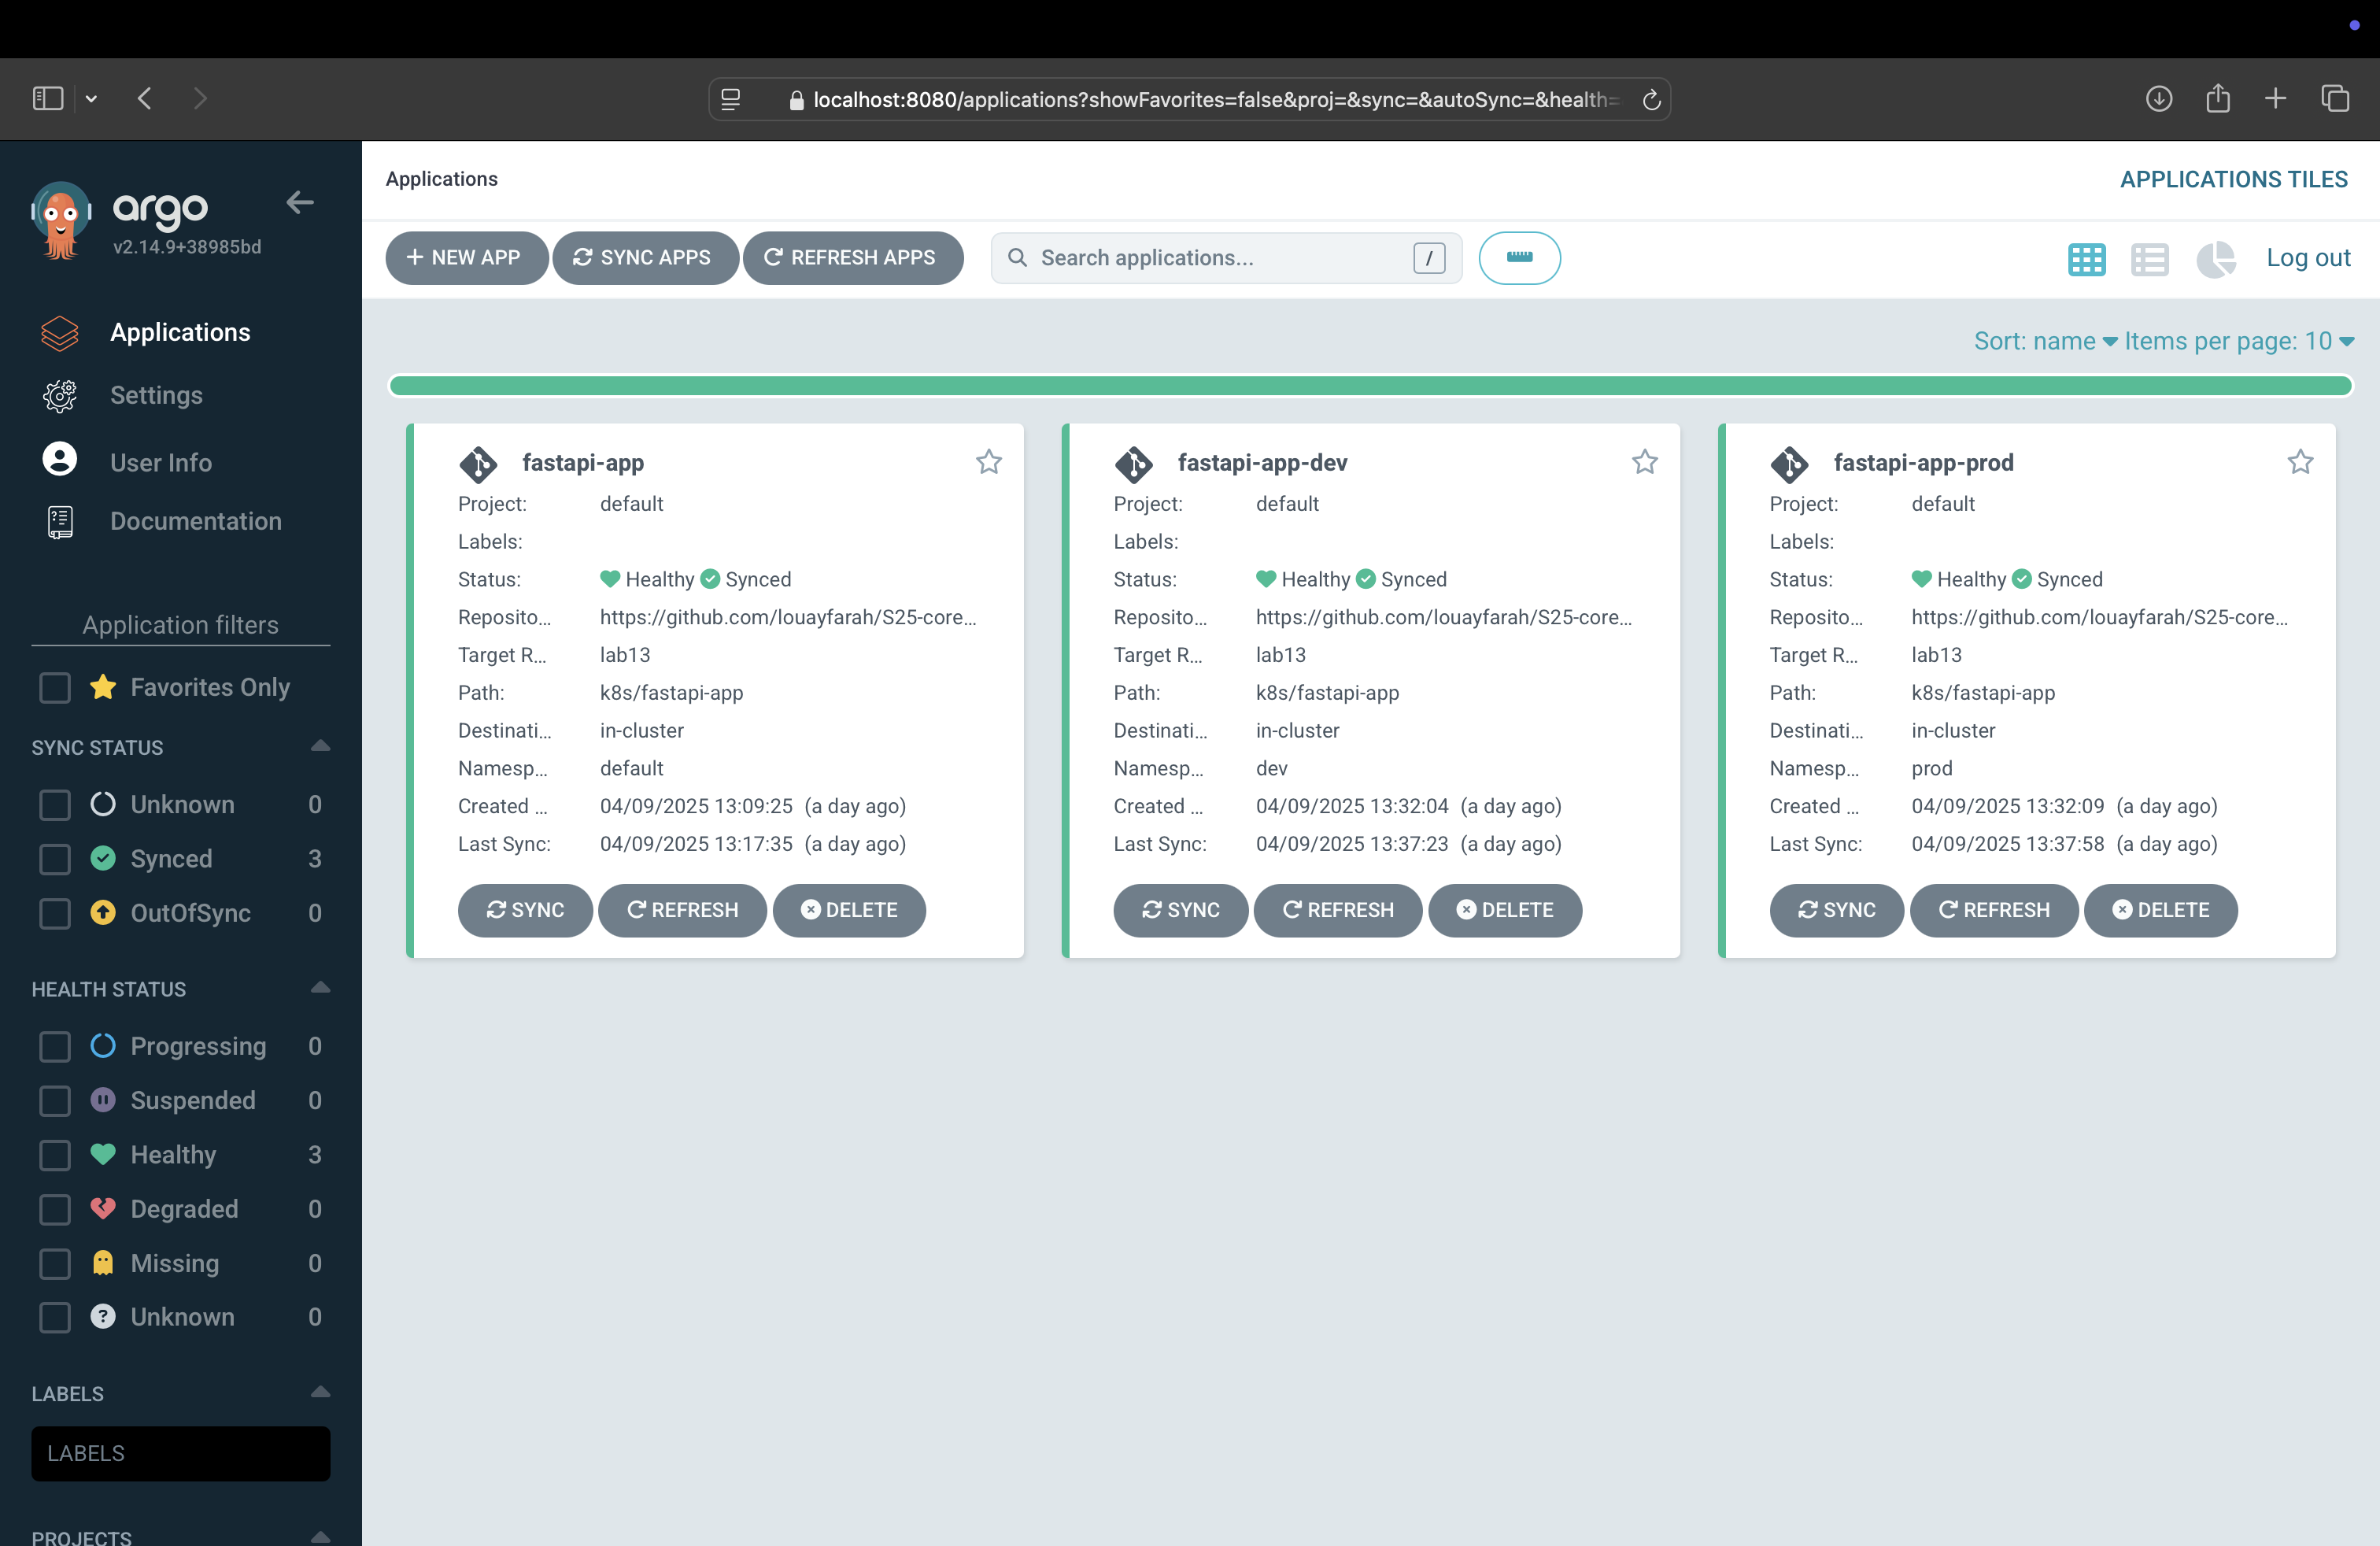 localhost:8080/applications?showFavorites=false&proj=&sync=&autoSync=&health=
argo
v2.14.9+38985bd
Applications
Settings
User Info
Documentation
Application filters
Favorites Only
SYNC STATUS
Unknown 0
Synced 3
OutOfSync 0
HEALTH STATUS
Progressing 0
Suspended 0
Healthy 3
Degraded 0
Missing 0
Unknown 0
LABELS
LABELS
PROJECTS
Applications
APPLICATIONS TILES
NEW APP SYNC APPS REFRESH APPS Search applications... / Log out
Sort: name Items per page: 10
fastapi-app
Project: default
Labels:
Status: Healthy Synced
Reposito... https://github.com/louayfarah/S25-core...
Target R... lab13
Path: k8s/fastapi-app
Destinati... in-cluster
Namesp... default
Created ... 04/09/2025 13:09:25 (a day ago)
Last Sync: 04/09/2025 13:17:35 (a day ago)
SYNC REFRESH DELETE
fastapi-app-dev
Project: default
Labels:
Status: Healthy Synced
Reposito... https://github.com/louayfarah/S25-core...
Target R... lab13
Path: k8s/fastapi-app
Destinati... in-cluster
Namesp... dev
Created ... 04/09/2025 13:32:04 (a day ago)
Last Sync: 04/09/2025 13:37:23 (a day ago)
SYNC REFRESH DELETE
fastapi-app-prod
Project: default
Labels:
Status: Healthy Synced
Reposito... https://github.com/louayfarah/S25-core...
Target R... lab13
Path: k8s/fastapi-app
Destinati... in-cluster
Namesp... prod
Created ... 04/09/2025 13:32:09 (a day ago)
Last Sync: 04/09/2025 13:37:58 (a day ago)
SYNC REFRESH DELETE